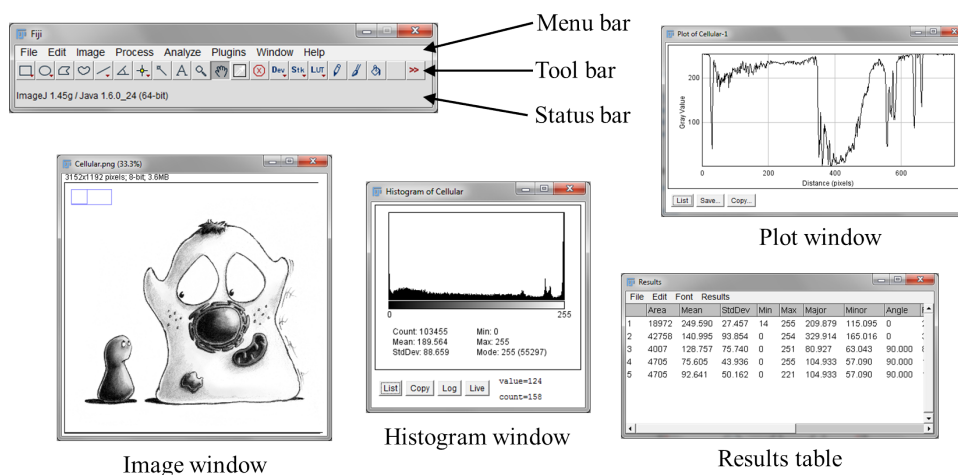 Fiji
File Edit Image Process Analyze Plugins Window Help
Dev Stk LUT >>
ImageJ 1.45g / Java 1.6.0_24 (64-bit)
Menu bar
Tool bar
Status bar
Plot of Cellular-1
200
100
Gray Value
0 200 400 600
Distance (pixels)
List Save... Copy...
Plot window
Cellular.png (33.3%)
3152x1192 pixels; 8-bit; 3.6MB
Image window
Histogram of Cellular
0 255
Count: 103455 Min: 0
Mean: 189.564 Max: 255
StdDev: 88.659 Mode: 255 (55297)
List Copy Log Live value=124
count=158
Histogram window
Results
File Edit Font Results
Area Mean StdDev Min Max Major Minor Angle
1 18972 249.590 27.457 14 255 209.879 115.095 0
2 42758 140.995 93.854 0 254 329.914 165.016 0
3 4007 128.757 75.740 0 251 80.927 63.043 90.000
4 4705 75.605 43.936 0 255 104.933 57.090 90.000
5 4705 92.641 50.162 0 221 104.933 57.090 90.000
Results table